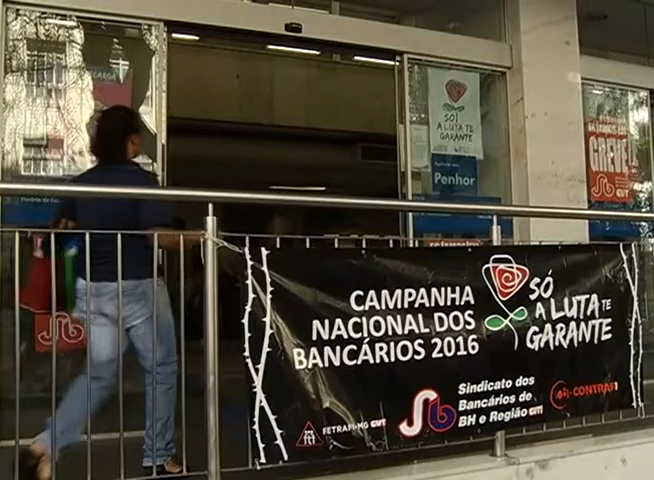 SÓ
A LUTA TE
GARANTE
Penhor
GREVE
CUT
CAMPANHA
NACIONAL DOS
BANCÁRIOS 2016
SÓ
A LUTA TE
GARANTE
FETRAFI-MG CUT
Sindicato dos
Bancários de
BH e Região CUT
CONTRAF